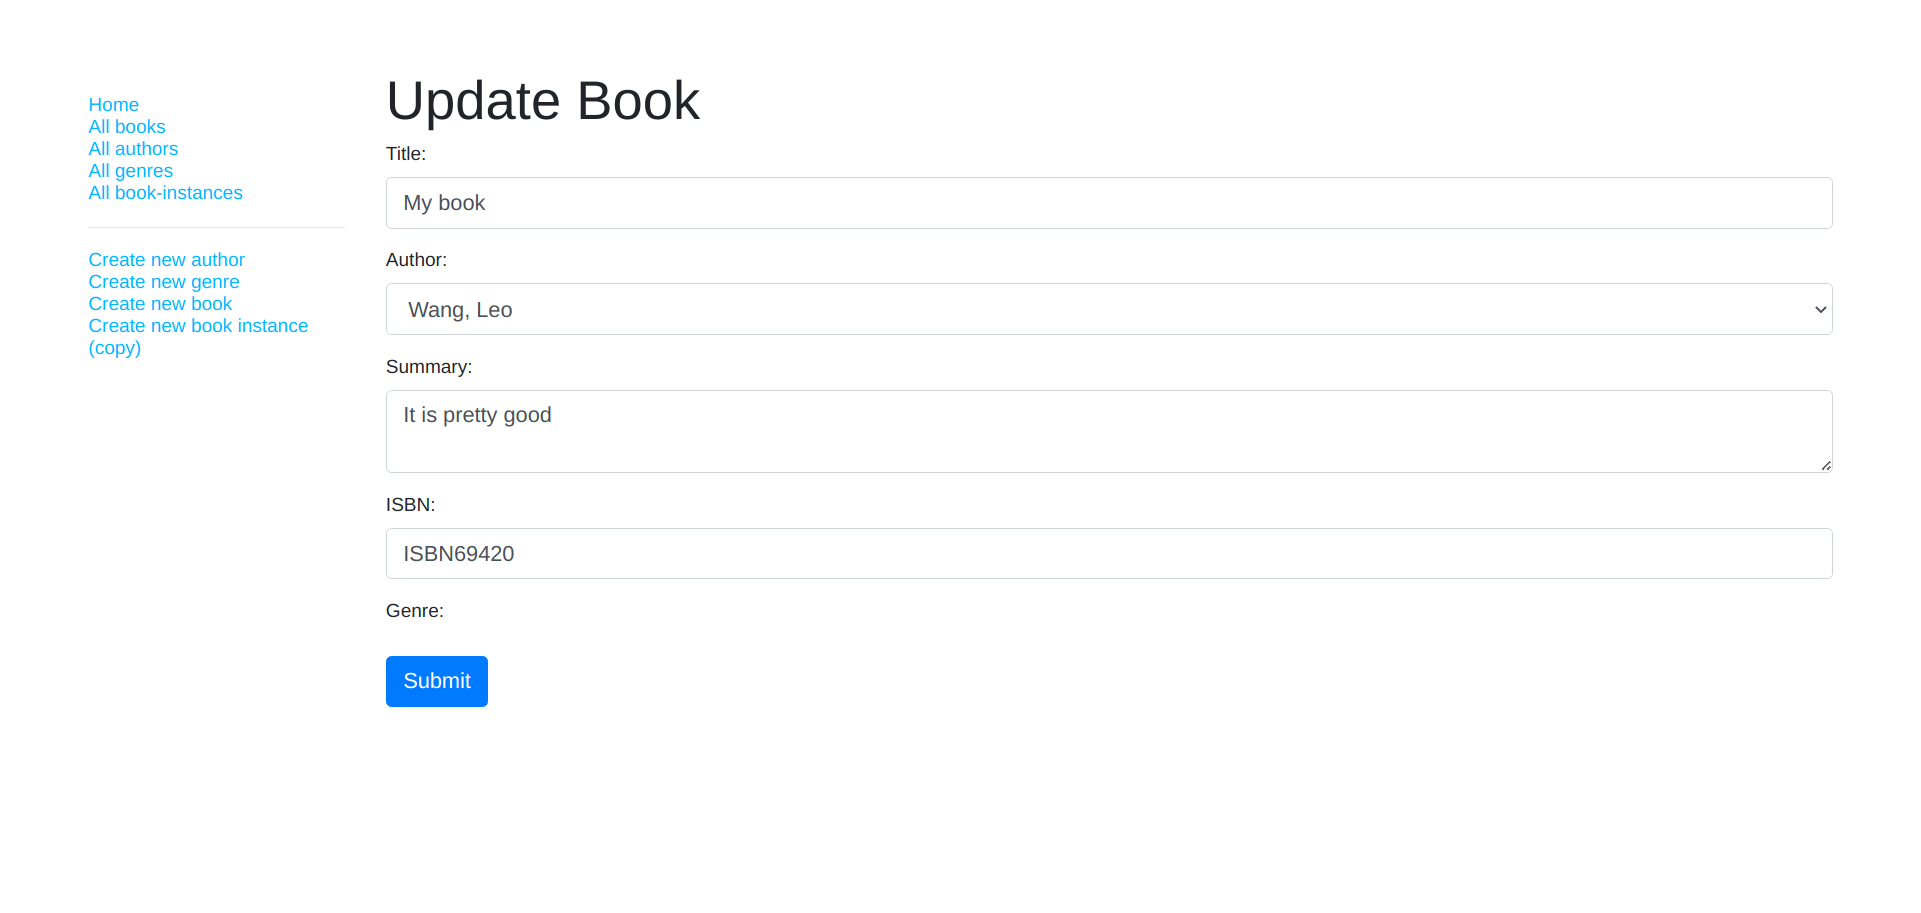 Home
All books
All authors
All genres
All book-instances
Create new author
Create new genre
Create new book
Create new book instance
(copy)
Update Book
Title:
My book
Author:
Wang, Leo
Summary:
It is pretty good
ISBN:
ISBN69420
Genre:
Submit